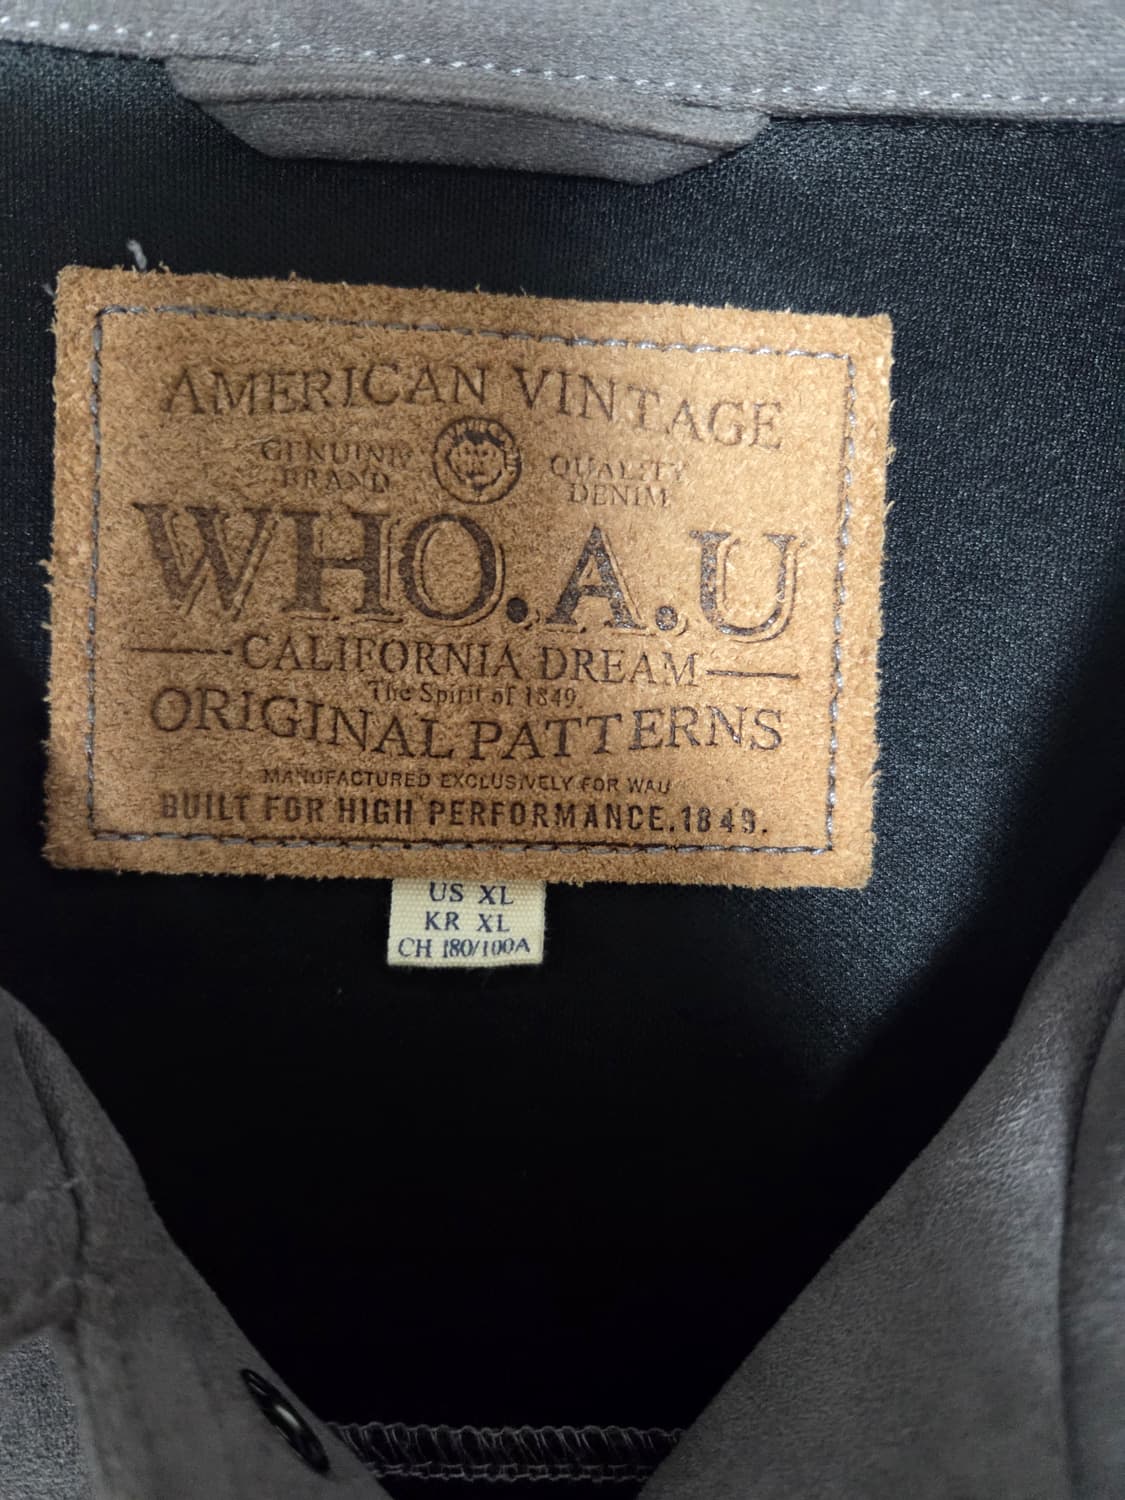 AMERICAN VINTAGE
GENUINE BRAND
QUALITY DENIM
WHO.A.U
CALIFORNIA DREAM
The Spirit of 1849.
ORIGINAL PATTERNS
MANUFACTURED EXCLUSIVELY FOR WAU
BUILT FOR HIGH PERFORMANCE.1849.
US XL
KR XL
CH 180/100A